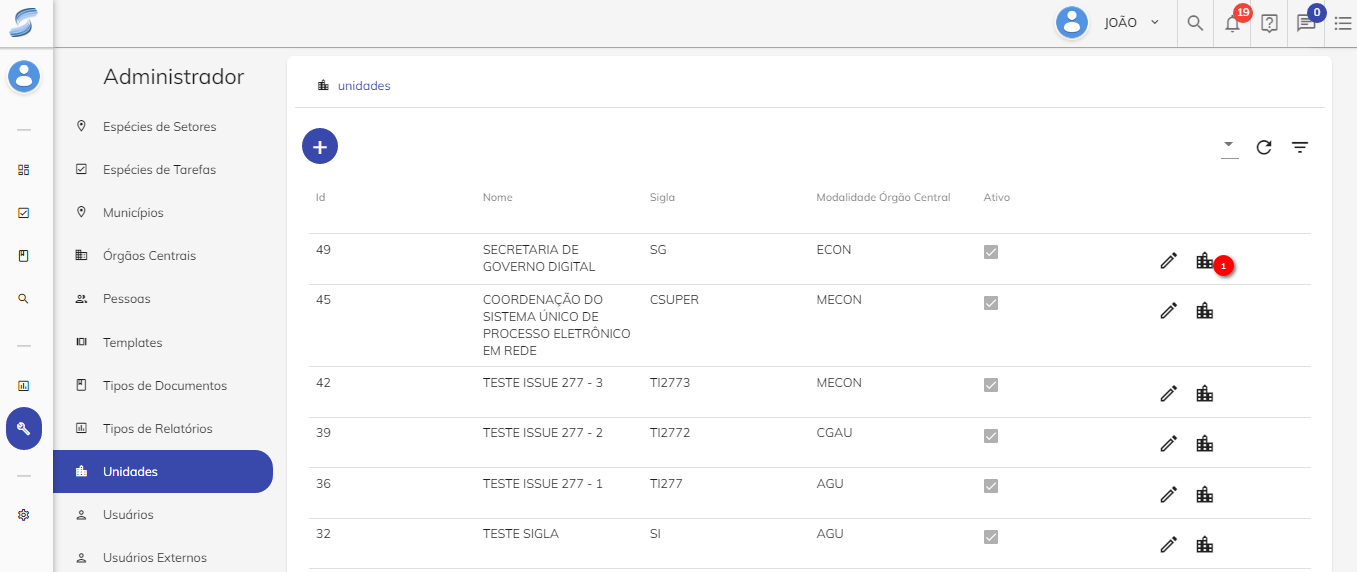 JOÃO
19
0
Administrador
Espécies de Setores
Espécies de Tarefas
Municípios
Órgãos Centrais
Pessoas
Templates
Tipos de Documentos
Tipos de Relatórios
Unidades
Usuários
Usuários Externos
unidades
+
Id Nome Sigla Modalidade Órgão Central Ativo
49 SECRETARIA DE SG ECON
GOVERNO DIGITAL
1
45 COORDENAÇÃO DO CSUPER MECON
SISTEMA ÚNICO DE
PROCESSO ELETRÔNICO
EM REDE
42 TESTE ISSUE 277 - 3 TI2773 MECON
39 TESTE ISSUE 277 - 2 TI2772 CGAU
36 TESTE ISSUE 277 - 1 TI277 AGU
32 TESTE SIGLA SI AGU